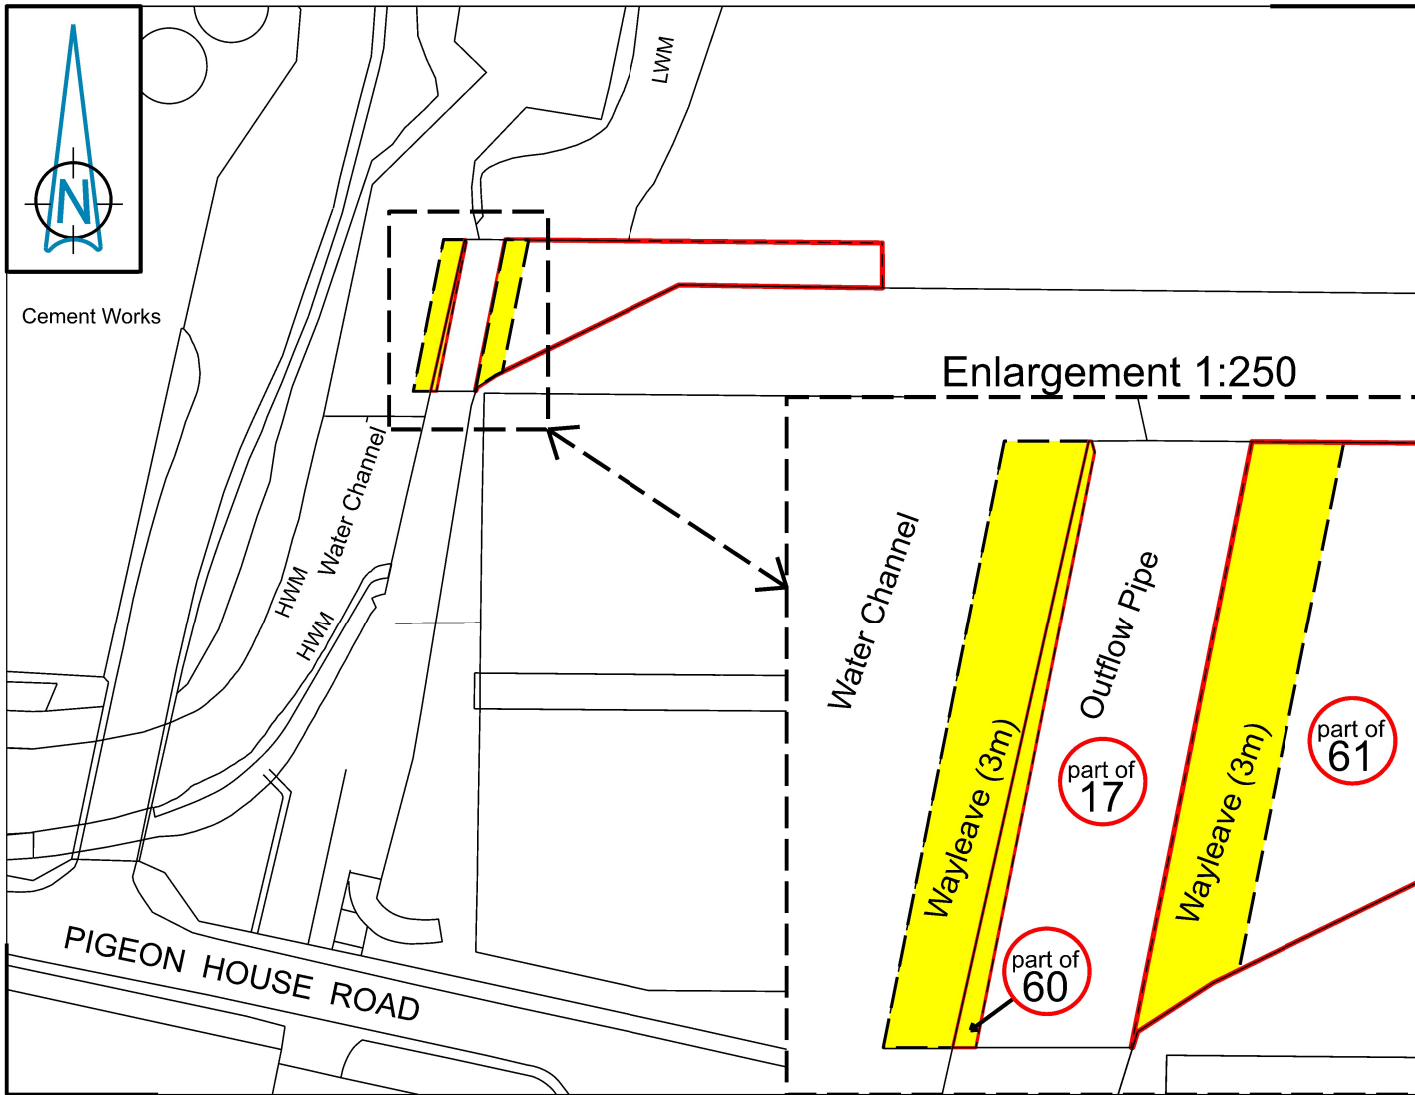 N
LWM
Cement Works
Enlargement 1:250
Water Channel
HWM
HWM
Water Channel
Outflow Pipe
Wayleave (3m)
Wayleave (3m)
part of
61
part of
17
part of
60
PIGEON HOUSE ROAD